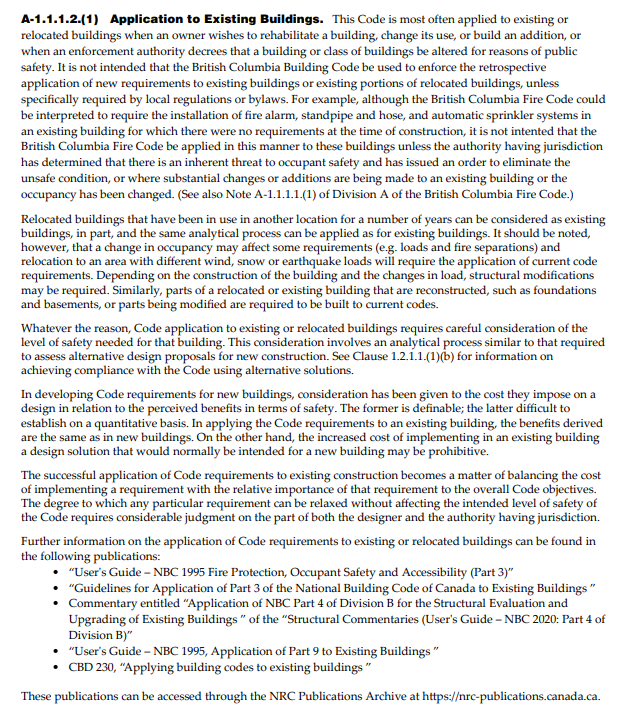 A-1.1.1.2.(1) Application to Existing Buildings. This Code is most often applied to existing or
relocated buildings when an owner wishes to rehabilitate a building, change its use, or build an addition, or
when an enforcement authority decrees that a building or class of buildings be altered for reasons of public
safety. It is not intended that the British Columbia Building Code be used to enforce the retrospective
application of new requirements to existing buildings or existing portions of relocated buildings, unless
specifically required by local regulations or bylaws. For example, although the British Columbia Fire Code could
be interpreted to require the installation of fire alarm, standpipe and hose, and automatic sprinkler systems in
an existing building for which there were no requirements at the time of construction, it is not intented that the
British Columbia Fire Code be applied in this manner to these buildings unless the authority having jurisdiction
has determined that there is an inherent threat to occupant safety and has issued an order to eliminate the
unsafe condition, or where substantial changes or additions are being made to an existing building or the
occupancy has been changed. (See also Note A-1.1.1.1.(1) of Division A of the British Columbia Fire Code.)
Relocated buildings that have been in use in another location for a number of years can be considered as existing
buildings, in part, and the same analytical process can be applied as for existing buildings. It should be noted,
however, that a change in occupancy may affect some requirements (e.g. loads and fire separations) and
relocation to an area with different wind, snow or earthquake loads will require the application of current code
requirements. Depending on the construction of the building and the changes in load, structural modifications
may be required. Similarly, parts of a relocated or existing building that are reconstructed, such as foundations
and basements, or parts being modified are required to be built to current codes.
Whatever the reason, Code application to existing or relocated buildings requires careful consideration of the
level of safety needed for that building. This consideration involves an analytical process similar to that required
to assess alternative design proposals for new construction. See Clause 1.2.1.1.(1)(b) for information on
achieving compliance with the Code using alternative solutions.
In developing Code requirements for new buildings, consideration has been given to the cost they impose on a
design in relation to the perceived benefits in terms of safety. The former is definable; the latter difficult to
establish on a quantitative basis. In applying the Code requirements to an existing building, the benefits derived
are the same as in new buildings. On the other hand, the increased cost of implementing in an existing building
a design solution that would normally be intended for a new building may be prohibitive.
The successful application of Code requirements to existing construction becomes a matter of balancing the cost
of implementing a requirement with the relative importance of that requirement to the overall Code objectives.
The degree to which any particular requirement can be relaxed without affecting the intended level of safety of
the Code requires considerable judgment on the part of both the designer and the authority having jurisdiction.
Further information on the application of Code requirements to existing or relocated buildings can be found in
the following publications:
• "User's Guide – NBC 1995 Fire Protection, Occupant Safety and Accessibility (Part 3)"
• "Guidelines for Application of Part 3 of the National Building Code of Canada to Existing Buildings "
• Commentary entitled "Application of NBC Part 4 of Division B for the Structural Evaluation and
Upgrading of Existing Buildings " of the "Structural Commentaries (User's Guide – NBC 2020: Part 4 of
Division B)"
• "User's Guide – NBC 1995, Application of Part 9 to Existing Buildings "
• CBD 230, "Applying building codes to existing buildings "
These publications can be accessed through the NRC Publications Archive at https://nrc-publications.canada.ca.